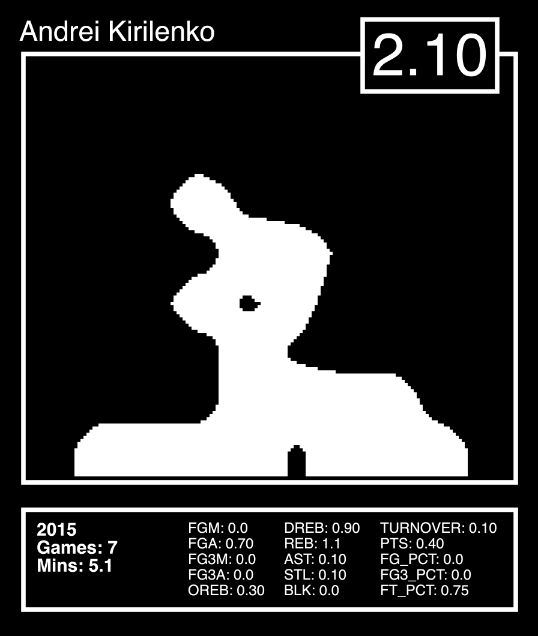 Andrei Kirilenko
2.10
2015
Games: 7
Mins: 5.1
FGM: 0.0
FGA: 0.70
FG3M: 0.0
FG3A: 0.0
OREB: 0.30
DREB: 0.90
REB: 1.1
AST: 0.10
STL: 0.10
BLK: 0.0
TURNOVER: 0.10
PTS: 0.40
FG_PCT: 0.0
FG3_PCT: 0.0
FT_PCT: 0.75